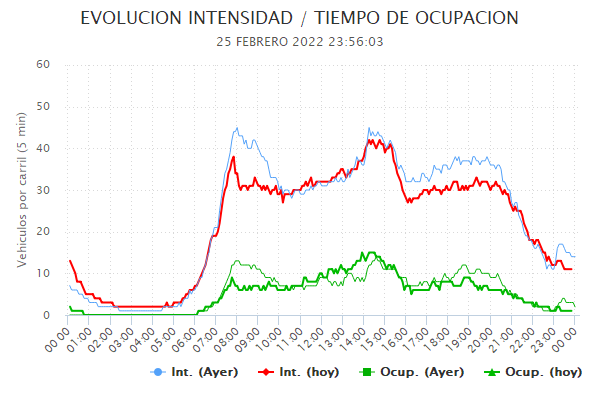 EVOLUCION INTENSIDAD / TIEMPO DE OCUPACION
25 FEBRERO 2022 23:56:03
Vehiculos por carril (5 min)
60
50
40
30
20
10
0
00:00 01:00 02:00 03:00 04:00 05:00 06:00 07:00 08:00 09:00 10:00 11:00 12:00 13:00 14:00 15:00 16:00 17:00 18:00 19:00 20:00 21:00 22:00 23:00 00:00
Int. (Ayer) Int. (hoy) Ocup. (Ayer) Ocup. (hoy)